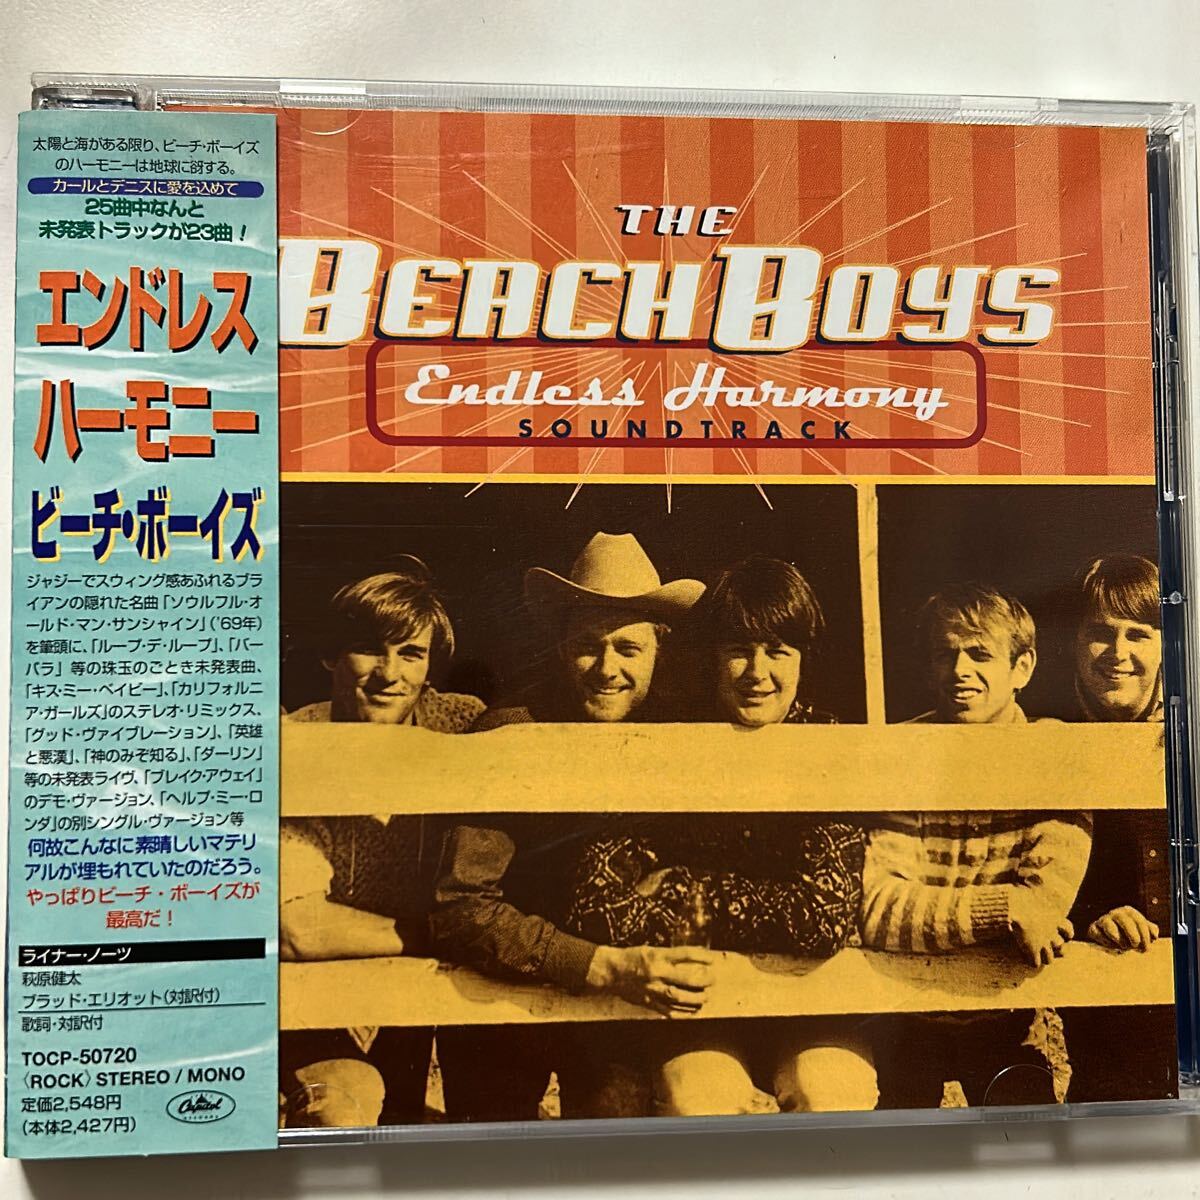 太陽と海がある限り、ビーチ・ボーイズ
のハーモニーは地球に谺する。
カールとデニスに愛を込めて
25曲中なんと
未発表トラックが23曲！
エンドレス
ハーモニー
ビーチ・ボーイズ
ジャジーでスウィング感あふれるブラ
イアンの隠れた名曲「ソウルフル・オ
ールド・マン・サンシャイン」('69年)
を筆頭に、「ループ・デ・ループ」、「バー
バラ」等の珠玉のごとき未発表曲、
「キス・ミー・ベイビー」、「カリフォルニ
ア・ガールズ」のステレオ・リミックス、
「グッド・ヴァイブレーション」、「英雄
と悪漢」、「神のみぞ知る」、「ダーリン」
等の未発表ライヴ、「ブレイク・アウェイ」
のデモ・ヴァージョン、「ヘルプ・ミー・ロ
ンダ」の別シングル・ヴァージョン等
何故こんなに素晴しいマテリ
アルが埋もれていたのだろう。
やっぱりビーチ・ボーイズが
最高だ！
ライナー・ノーツ
萩原健太
ブラッド・エリオット(対訳付)
歌詞・対訳付
TOCP-50720
〈ROCK〉STEREO / MONO
定価2,548円
(本体2,427円)
Capitol
RECORDS
THE
BEACH BOYS
Endless Harmony
SOUNDTRACK